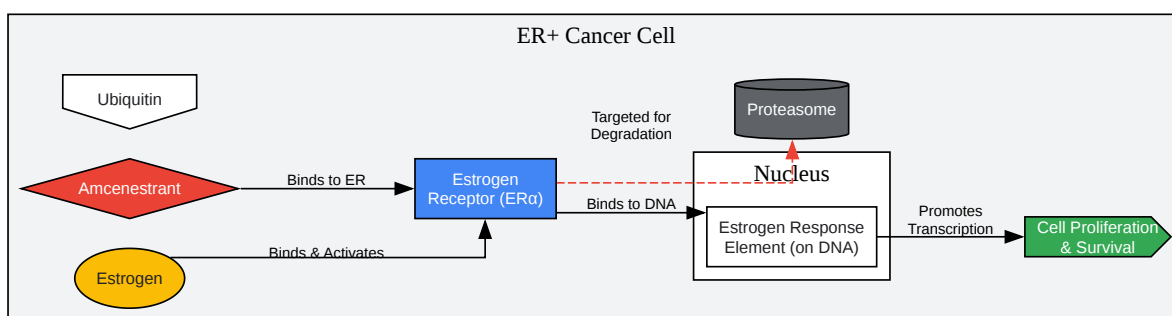 ER+ Cancer Cell
Ubiquitin
Proteasome
Targeted for
Degradation
Nucleus
Amcenestrant
Binds to ER
Estrogen
Receptor (ERα)
Binds to DNA
Estrogen Response
Element (on DNA)
Promotes
Transcription
Cell Proliferation
& Survival
Binds & Activates
Estrogen